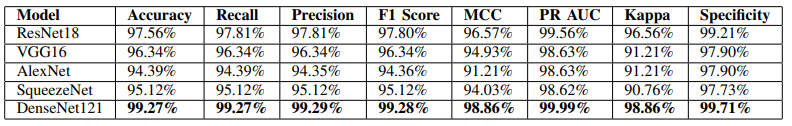 Model Accuracy Recall Precision F1 Score MCC PR AUC Kappa Specificity
ResNet18 97.56% 97.81% 97.81% 97.80% 96.57% 99.56% 96.56% 99.21%
VGG16 96.34% 96.34% 96.34% 96.34% 94.93% 98.63% 91.21% 97.90%
AlexNet 94.39% 94.39% 94.35% 94.36% 91.21% 98.63% 91.21% 97.90%
SqueezeNet 95.12% 95.12% 95.12% 95.12% 94.03% 98.62% 90.76% 97.73%
DenseNet121 99.27% 99.27% 99.29% 99.28% 98.86% 99.99% 98.86% 99.71%